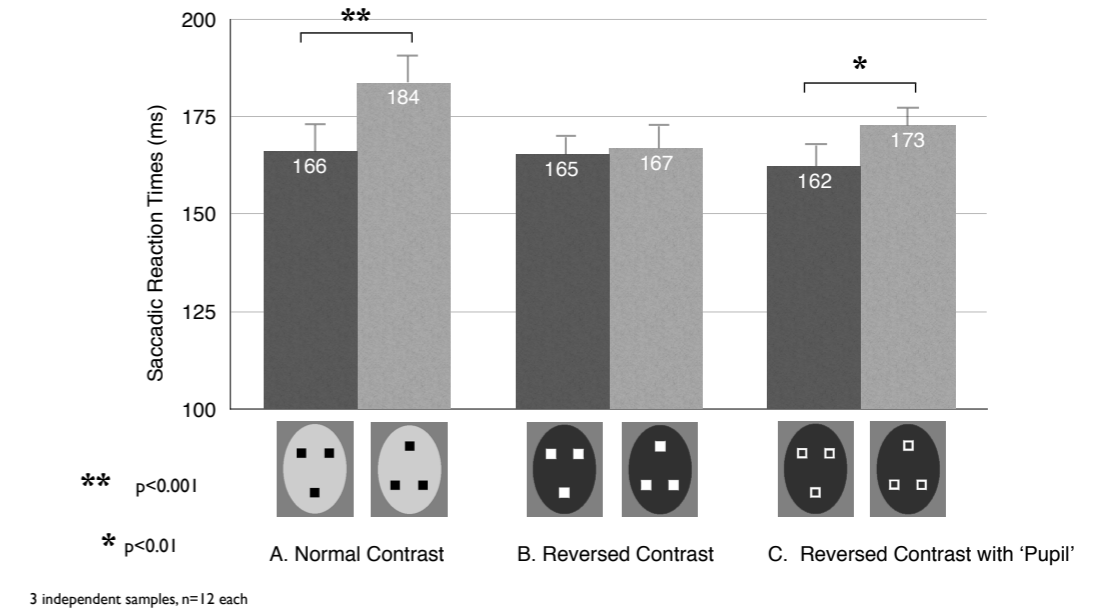 200
**
184
*
175
173
166
165
167
162
Saccadic Reaction Times (ms)
150
125
100
** p<0.001
* p<0.01
A. Normal Contrast
B. Reversed Contrast
C. Reversed Contrast with ‘Pupil’
3 independent samples, n=12 each